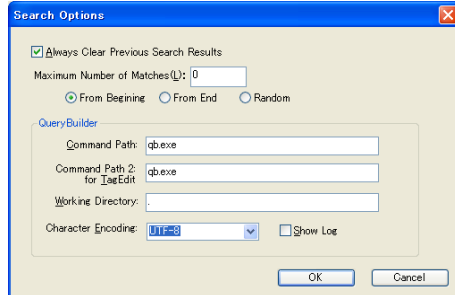 Search Options
Always Clear Previous Search Results
Maximum Number of Matches(L): 0
From Begining From End Random
QueryBuilder
Command Path: qb.exe
Command Path 2: qb.exe
for TagEdit
Working Directory: .
Character Encoding: UTF-8 Show Log
OK Cancel